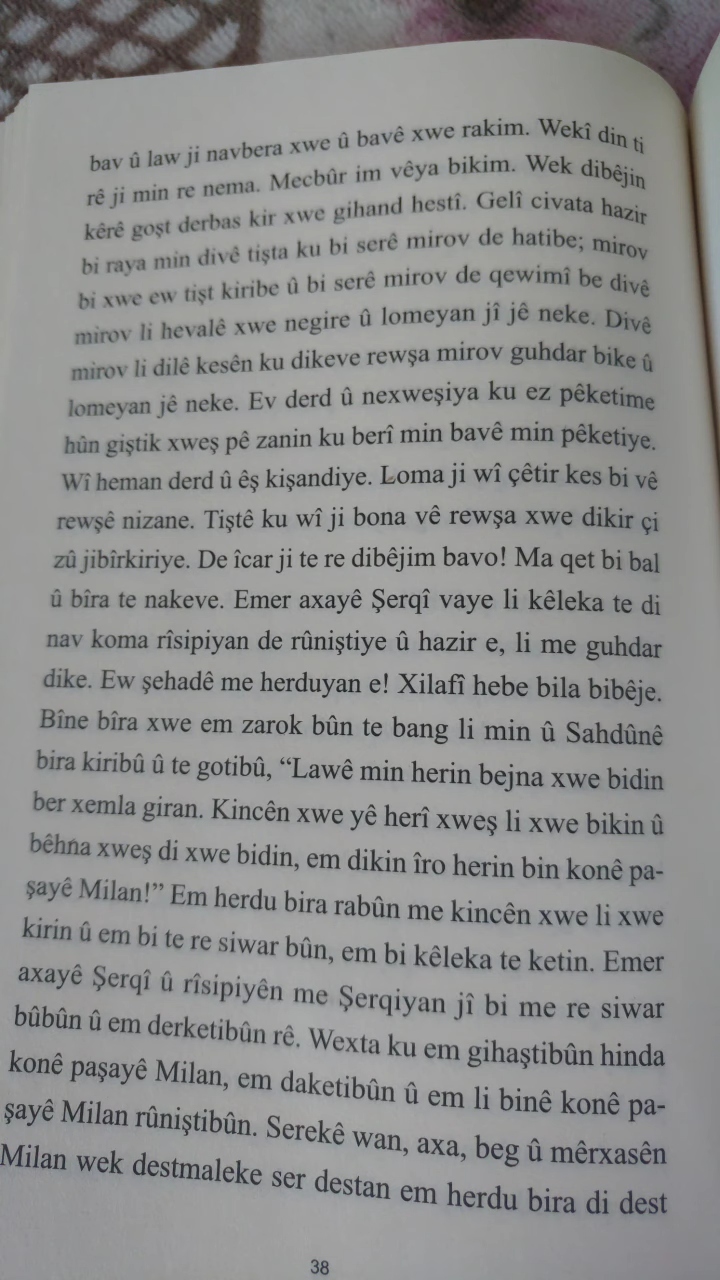 bav û law ji navbera xwe û bavê xwe rakim. Wekî din ti
rê ji min re nema. Mecbûr im vêya bikim. Wek dibêjin
kêrê goşt derbas kir xwe gihand hestî. Gelî civata hazir
bi raya min divê tişta ku bi serê mirov de hatibe; mirov
bi xwe ew tişt kiribe û bi serê mirov de qewimî be divê
mirov li hevalê xwe negire û lomeyan jî jê neke. Divê
mirov li dilê kesên ku dikeve rewşa mirov guhdar bike û
lomeyan jê neke. Ev derd û nexweşiya ku ez pêketime
hûn giştik xweş pê zanin ku berî min bavê min pêketiye.
Wî heman derd û êş kişandiye. Loma ji wî çêtir kes bi vê
rewşê nizane. Tiştê ku wî ji bona vê rewşa xwe dikir çi
zû jibîrkiriye. De îcar ji te re dibêjim bavo! Ma qet bi bal
û bîra te nakeve. Emer axayê Şerqî vaye li kêleka te di
nav koma rîsipiyan de rûniştiye û hazir e, li me guhdar
dike. Ew şehadê me herduyan e! Xilafî hebe bila bibêje.
Bîne bîra xwe em zarok bûn te bang li min û Sahdûnê
bira kiribû û te gotibû, “Lawê min herin bejna xwe bidin
ber xemla giran. Kincên xwe yê herî xweş li xwe bikin û
bêhna xweş di xwe bidin, em dikin îro herin bin konê pa-
şayê Milan!” Em herdu bira rabûn me kincên xwe li xwe
kirin û em bi te re siwar bûn, em bi kêleka te ketin. Emer
axayê Şerqî û rîsipiyên me Şerqiyan jî bi me re siwar
bûbûn û em derketibûn rê. Wexta ku em gihaştibûn hinda
konê paşayê Milan, em daketibûn û em li binê konê pa-
şayê Milan rûniştibûn. Serekê wan, axa, beg û mêrxasên
Milan wek destmaleke ser destan em herdu bira di dest
38